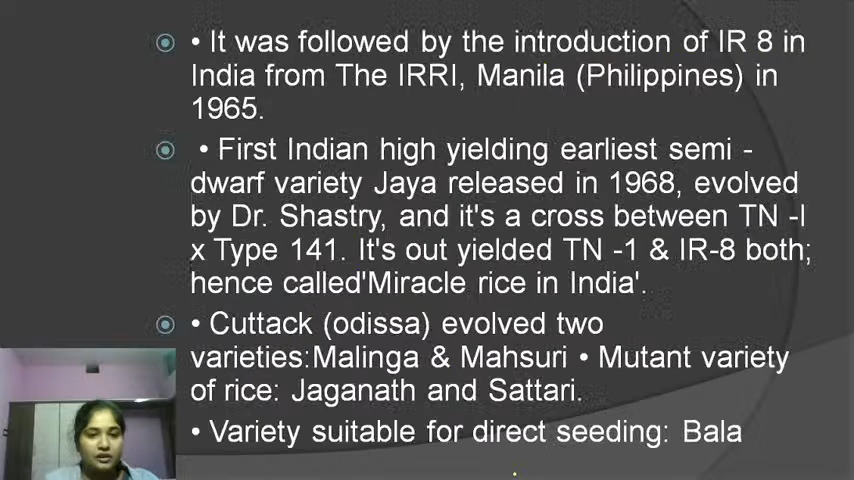 • It was followed by the introduction of IR 8 in
India from The IRRI, Manila (Philippines) in
1965.
• First Indian high yielding earliest semi -
dwarf variety Jaya released in 1968, evolved
by Dr. Shastry, and it's a cross between TN -I
x Type 141. It's out yielded TN -1 & IR-8 both;
hence called'Miracle rice in India'.
• Cuttack (odissa) evolved two
varieties:Malinga & Mahsuri • Mutant variety
of rice: Jaganath and Sattari.
• Variety suitable for direct seeding: Bala